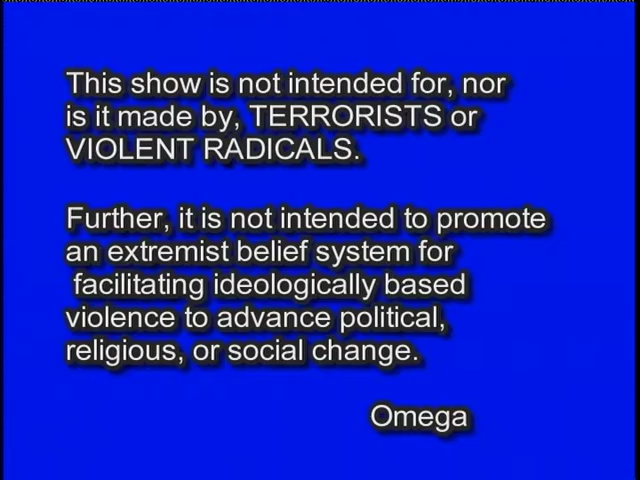 This show is not intended for, nor
is it made by, TERRORISTS or
VIOLENT RADICALS.
Further, it is not intended to promote
an extremist belief system for
facilitating ideologically based
violence to advance political,
religious, or social change.
Omega